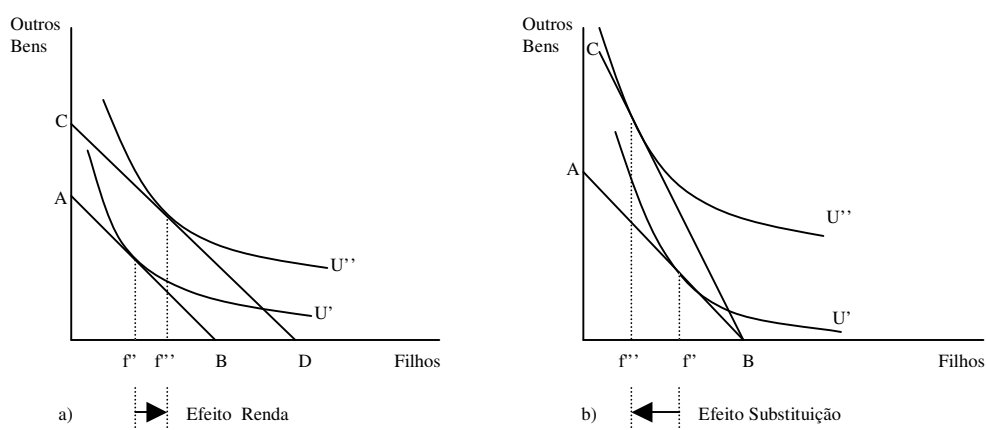 Outros
Bens
C
A
U’’
U’
f’’ f’’’ B D Filhos
a) Efeito Renda
Outros
Bens
C
A
U’’
U’
f’’’ f’’ B Filhos
b) Efeito Substituição